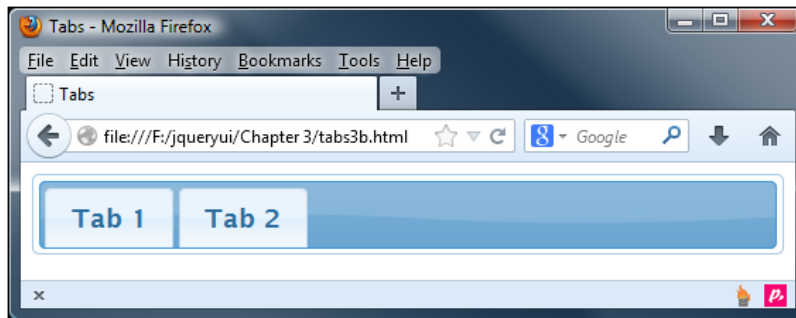 Tabs - Mozilla Firefox
File Edit View History Bookmarks Tools Help
Tabs +
file:///F:/jqueryui/Chapter 3/tabs3b.html 8 Google
Tab 1 Tab 2
x
p.